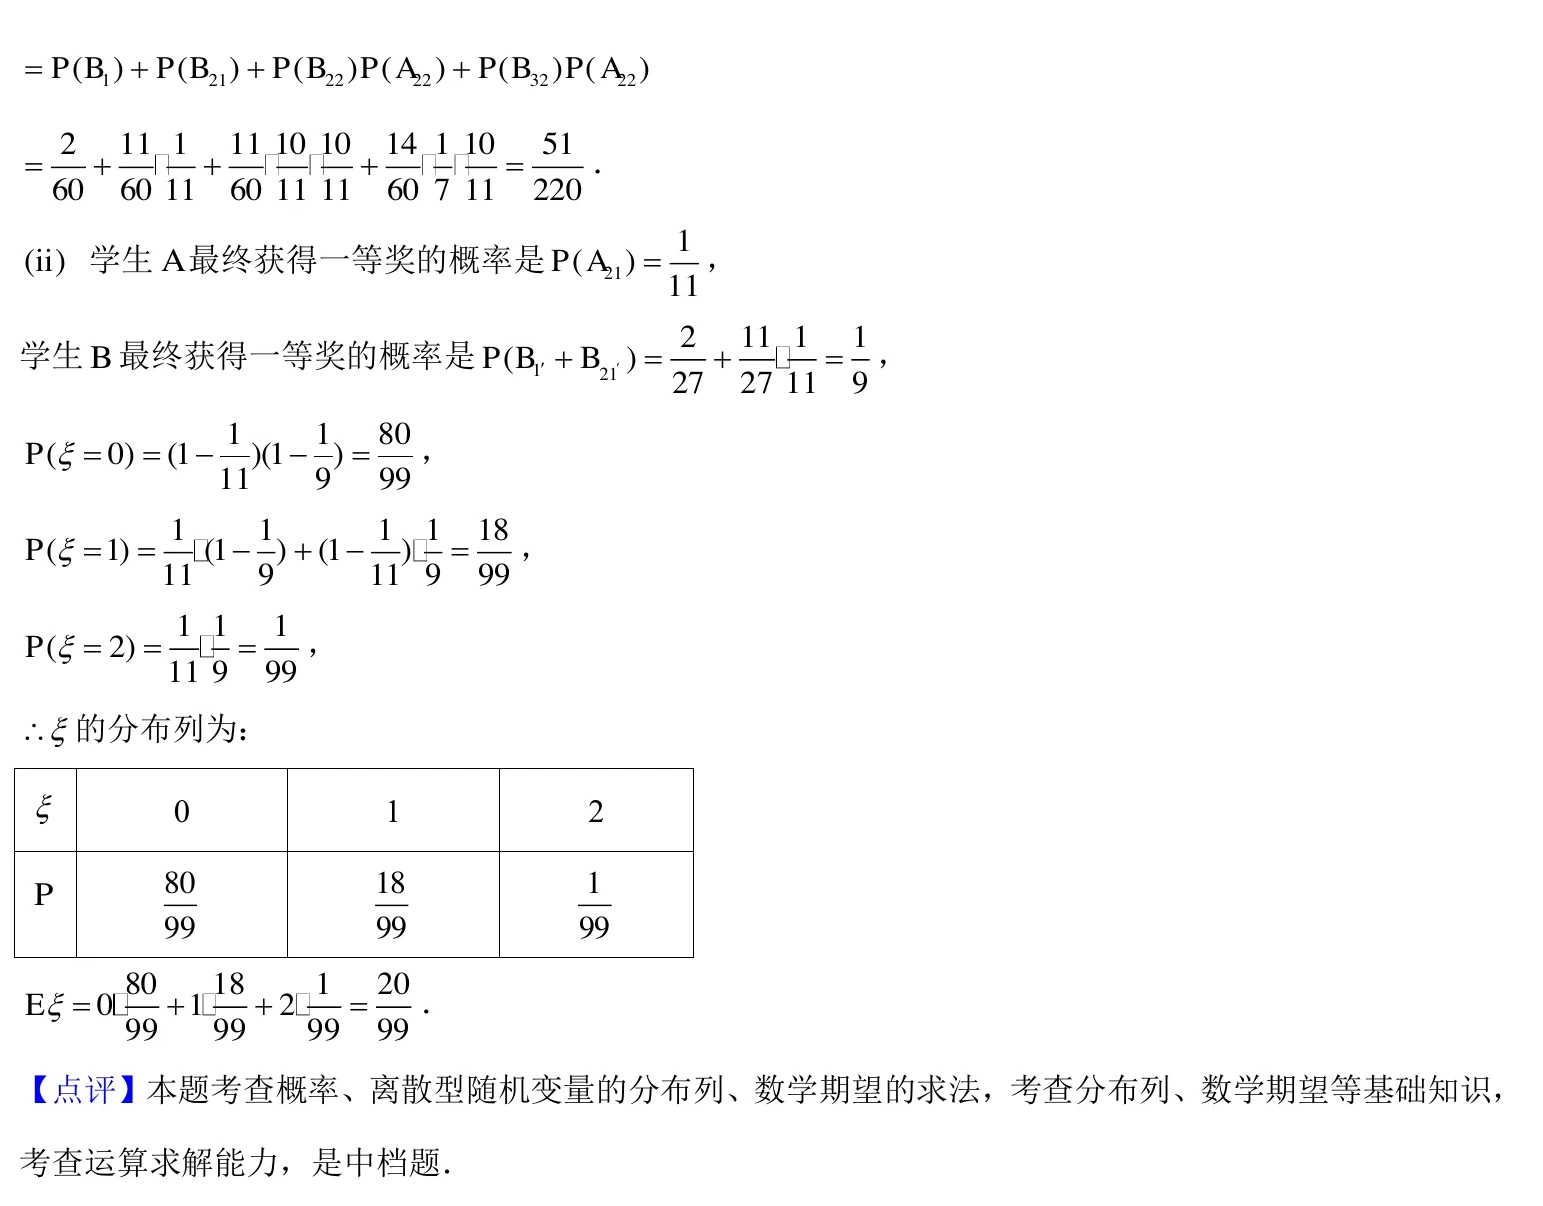 = P(B₁) + P(B₂₁) + P(B₂₂)P(A₂₂) + P(B₃₂)P(A₂₂)
= 2/60 + 11/60 □ 1/11 + 11/60 □ 10/11 □ 10/11 + 14/60 □ 1/7 □ 10/11 = 51/220 .
(ii) 学生 A最终获得一等奖的概率是 P(A₂₁) = 1/11 ，
学生 B 最终获得一等奖的概率是 P(B₁′ + B₂₁′) = 2/27 + 11/27 □ 1/11 = 1/9 ，
P(ξ = 0) = (1 − 1/11)(1 − 1/9) = 80/99 ，
P(ξ = 1) = 1/11 □ (1 − 1/9) + (1 − 1/11) □ 1/9 = 18/99 ，
P(ξ = 2) = 1/11 □ 1/9 = 1/99 ，
∴ξ 的分布列为：
ξ 0 1 2
P 80/99 18/99 1/99
Eξ = 0 □ 80/99 + 1 □ 18/99 + 2 □ 1/99 = 20/99 .
【点评】本题考查概率、离散型随机变量的分布列、数学期望的求法，考查分布列、数学期望等基础知识，
考查运算求解能力，是中档题．